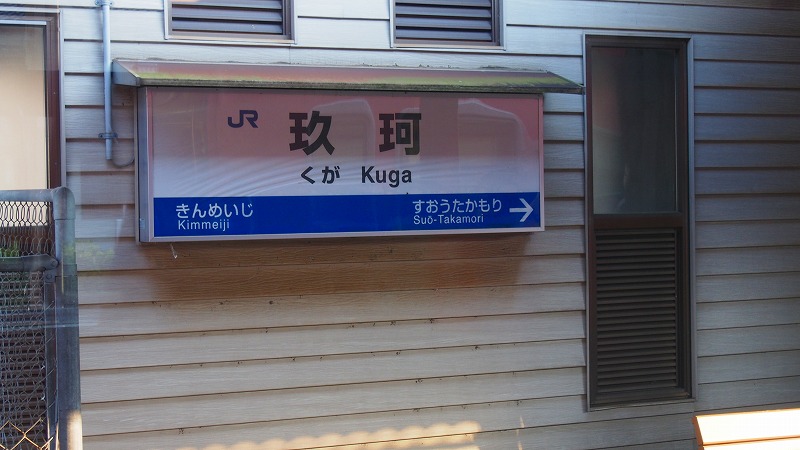 JR 玖珂
くが Kuga
きんめいじ すおうたかもり →
Kimmeiji Suō-Takamori